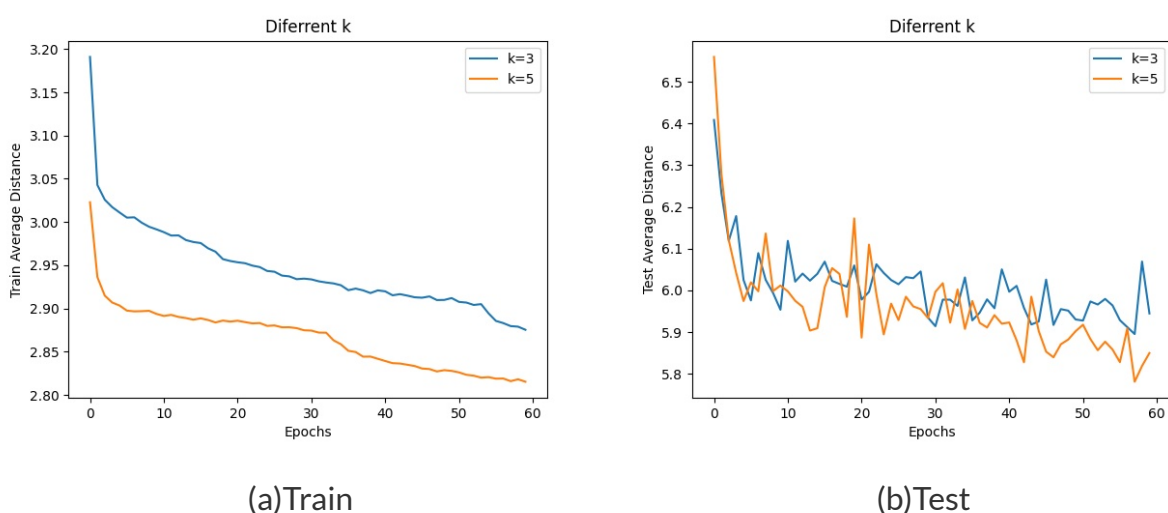 Diferrent k
3.20
3.15
3.10
3.05
3.00
2.95
2.90
2.85
2.80
Train Average Distance
k=3
k=5
0 10 20 30 40 50 60
Epochs
(a)Train
Diferrent k
6.5
6.4
6.3
6.2
6.1
6.0
5.9
5.8
Test Average Distance
k=3
k=5
0 10 20 30 40 50 60
Epochs
(b)Test